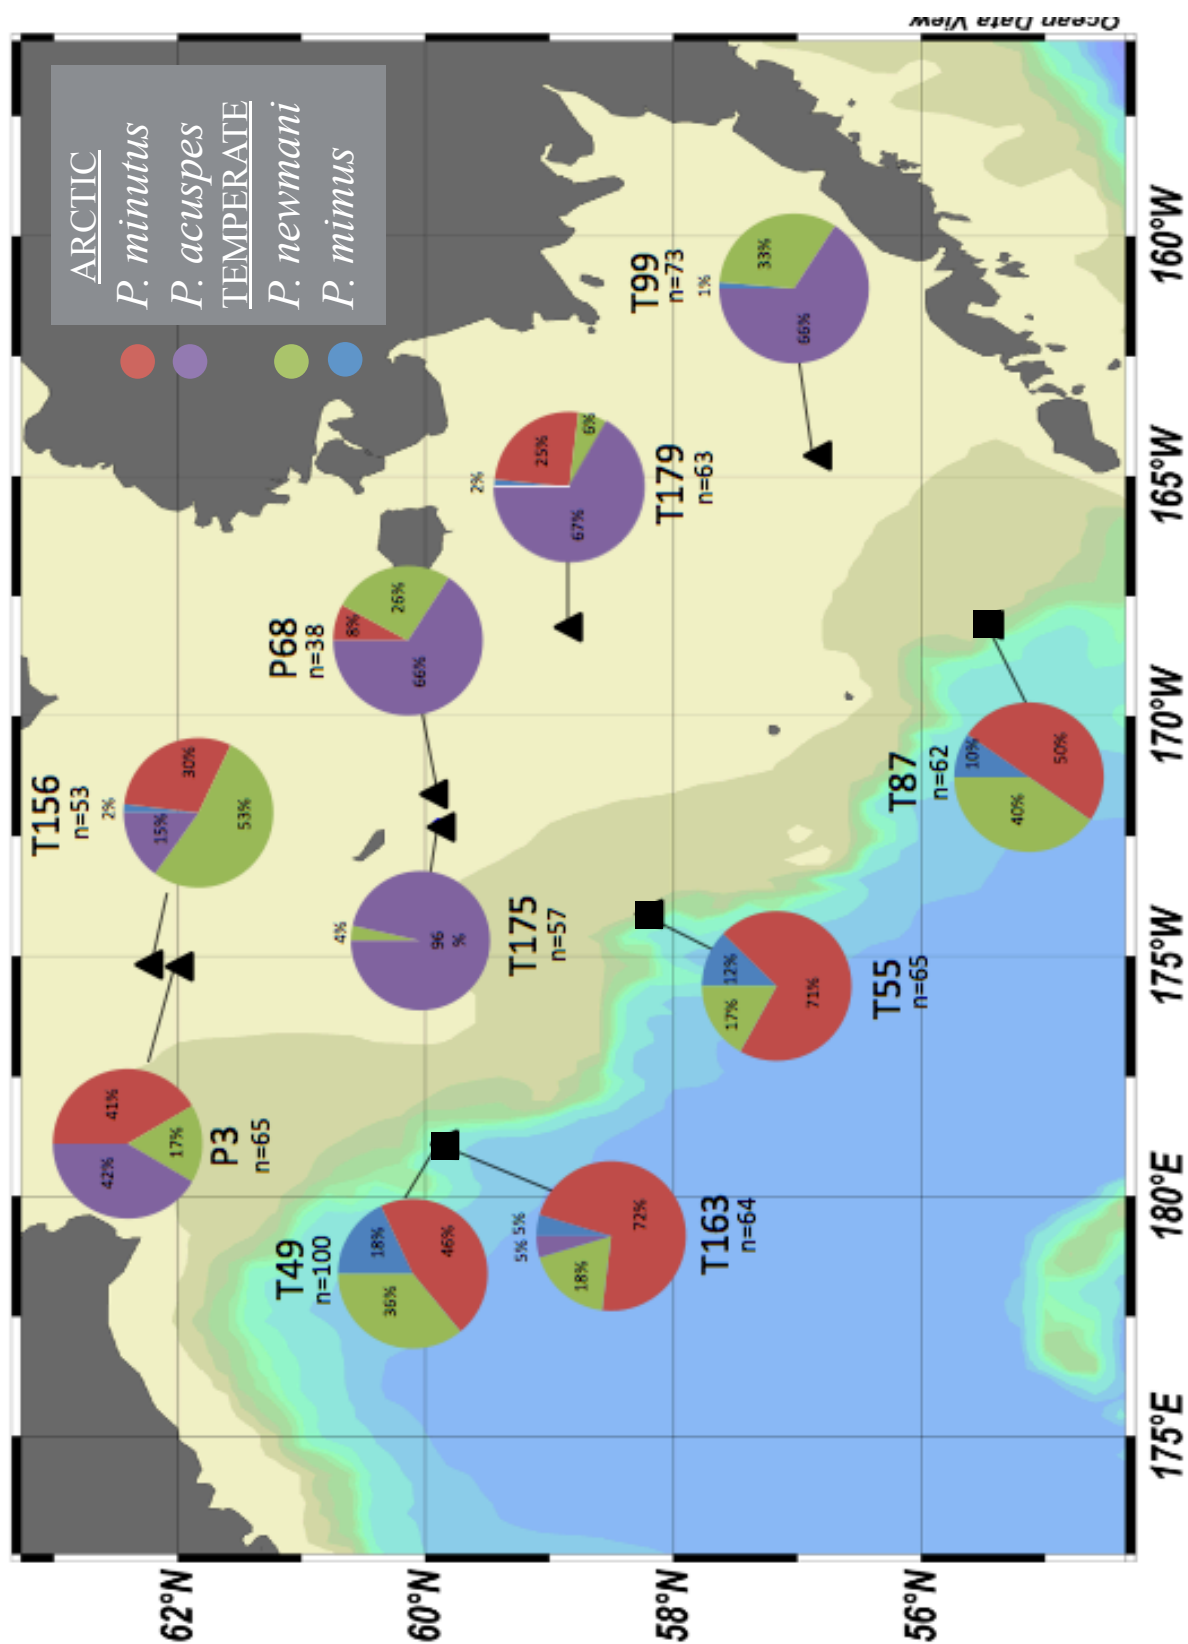 Ocean Data View
ARCTIC
P. minutus
P. acuspes
TEMPERATE
P. newmani
P. mimus
P3
n=65
42%
41%
17%
T156
n=53
2%
15%
30%
53%
P68
n=38
8%
26%
66%
T175
n=57
4%
96
%
T179
n=63
2%
25%
6%
67%
T99
n=73
1%
33%
66%
T49
n=100
18%
36%
46%
T163
n=64
5%
5%
18%
72%
T55
n=65
12%
17%
71%
T87
n=62
10%
40%
50%
62°N
60°N
58°N
56°N
175°E
180°E
175°W
170°W
165°W
160°W